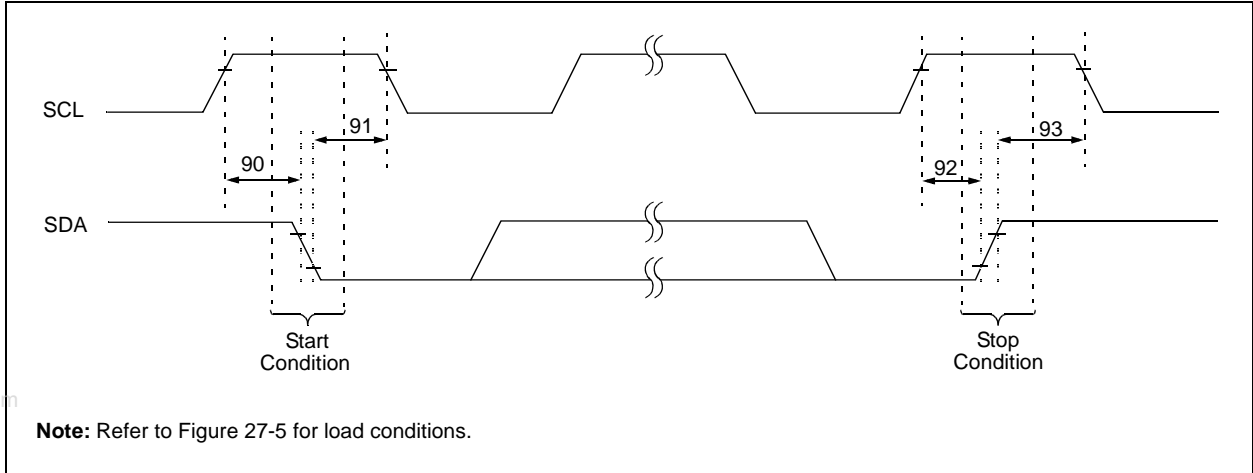 SCL
91
93
90
92
SDA
Start
Condition
Stop
Condition
m
Note: Refer to Figure 27-5 for load conditions.